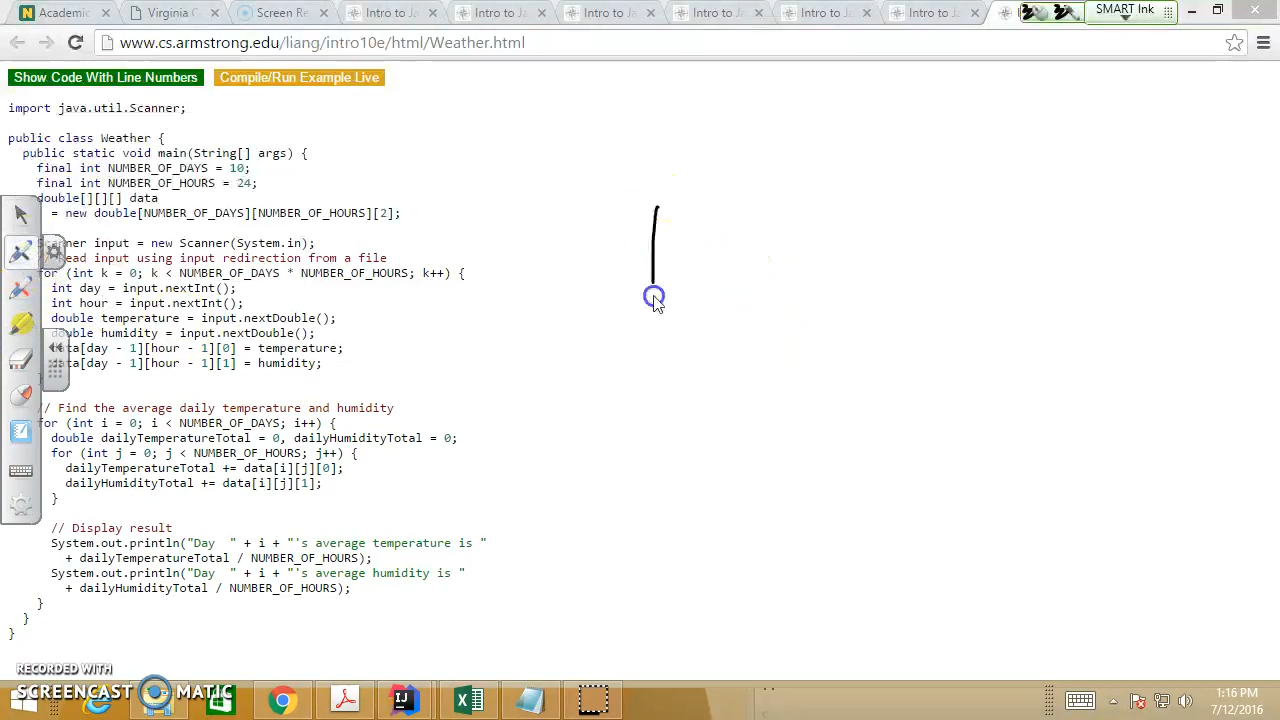 Academic
Virginia C
Screen Re
Intro to Ja
Intro to Ja
Intro to Ja
Intro to Ja
Intro to Ja
Intro to Ja
SMART Ink
www.cs.armstrong.edu/liang/intro10e/html/Weather.html
Show Code With Line Numbers
Compile/Run Example Live
import java.util.Scanner;
public class Weather {
public static void main(String[] args) {
final int NUMBER_OF_DAYS = 10;
final int NUMBER_OF_HOURS = 24;
double[][][] data
= new double[NUMBER_OF_DAYS][NUMBER_OF_HOURS][2];
Scanner input = new Scanner(System.in);
ead input using input redirection from a file
for (int k = 0; k < NUMBER_OF_DAYS * NUMBER_OF_HOURS; k++) {
int day = input.nextInt();
int hour = input.nextInt();
double temperature = input.nextDouble();
double humidity = input.nextDouble();
ata[day - 1][hour - 1][0] = temperature;
ata[day - 1][hour - 1][1] = humidity;
// Find the average daily temperature and humidity
for (int i = 0; i < NUMBER_OF_DAYS; i++) {
double dailyTemperatureTotal = 0, dailyHumidityTotal = 0;
for (int j = 0; j < NUMBER_OF_HOURS; j++) {
dailyTemperatureTotal += data[i][j][0];
dailyHumidityTotal += data[i][j][1];
}
// Display result
System.out.println("Day  " + i + "'s average temperature is "
+ dailyTemperatureTotal / NUMBER_OF_HOURS);
System.out.println("Day  " + i + "'s average humidity is "
+ dailyHumidityTotal / NUMBER_OF_HOURS);
}
}
}
RECORDED WITH
SCREENCAST MATIC
1:16 PM
7/12/2016